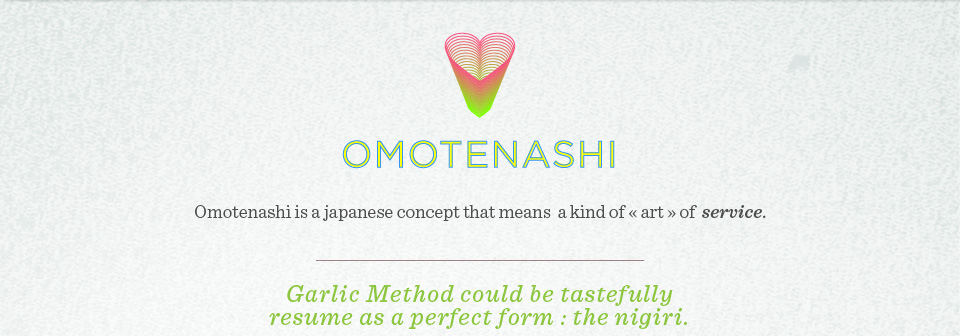 OMOTENASHI
Omotenashi is a japanese concept that means a kind of « art » of service.
Garlic Method could be tastefully
resume as a perfect form : the nigiri.